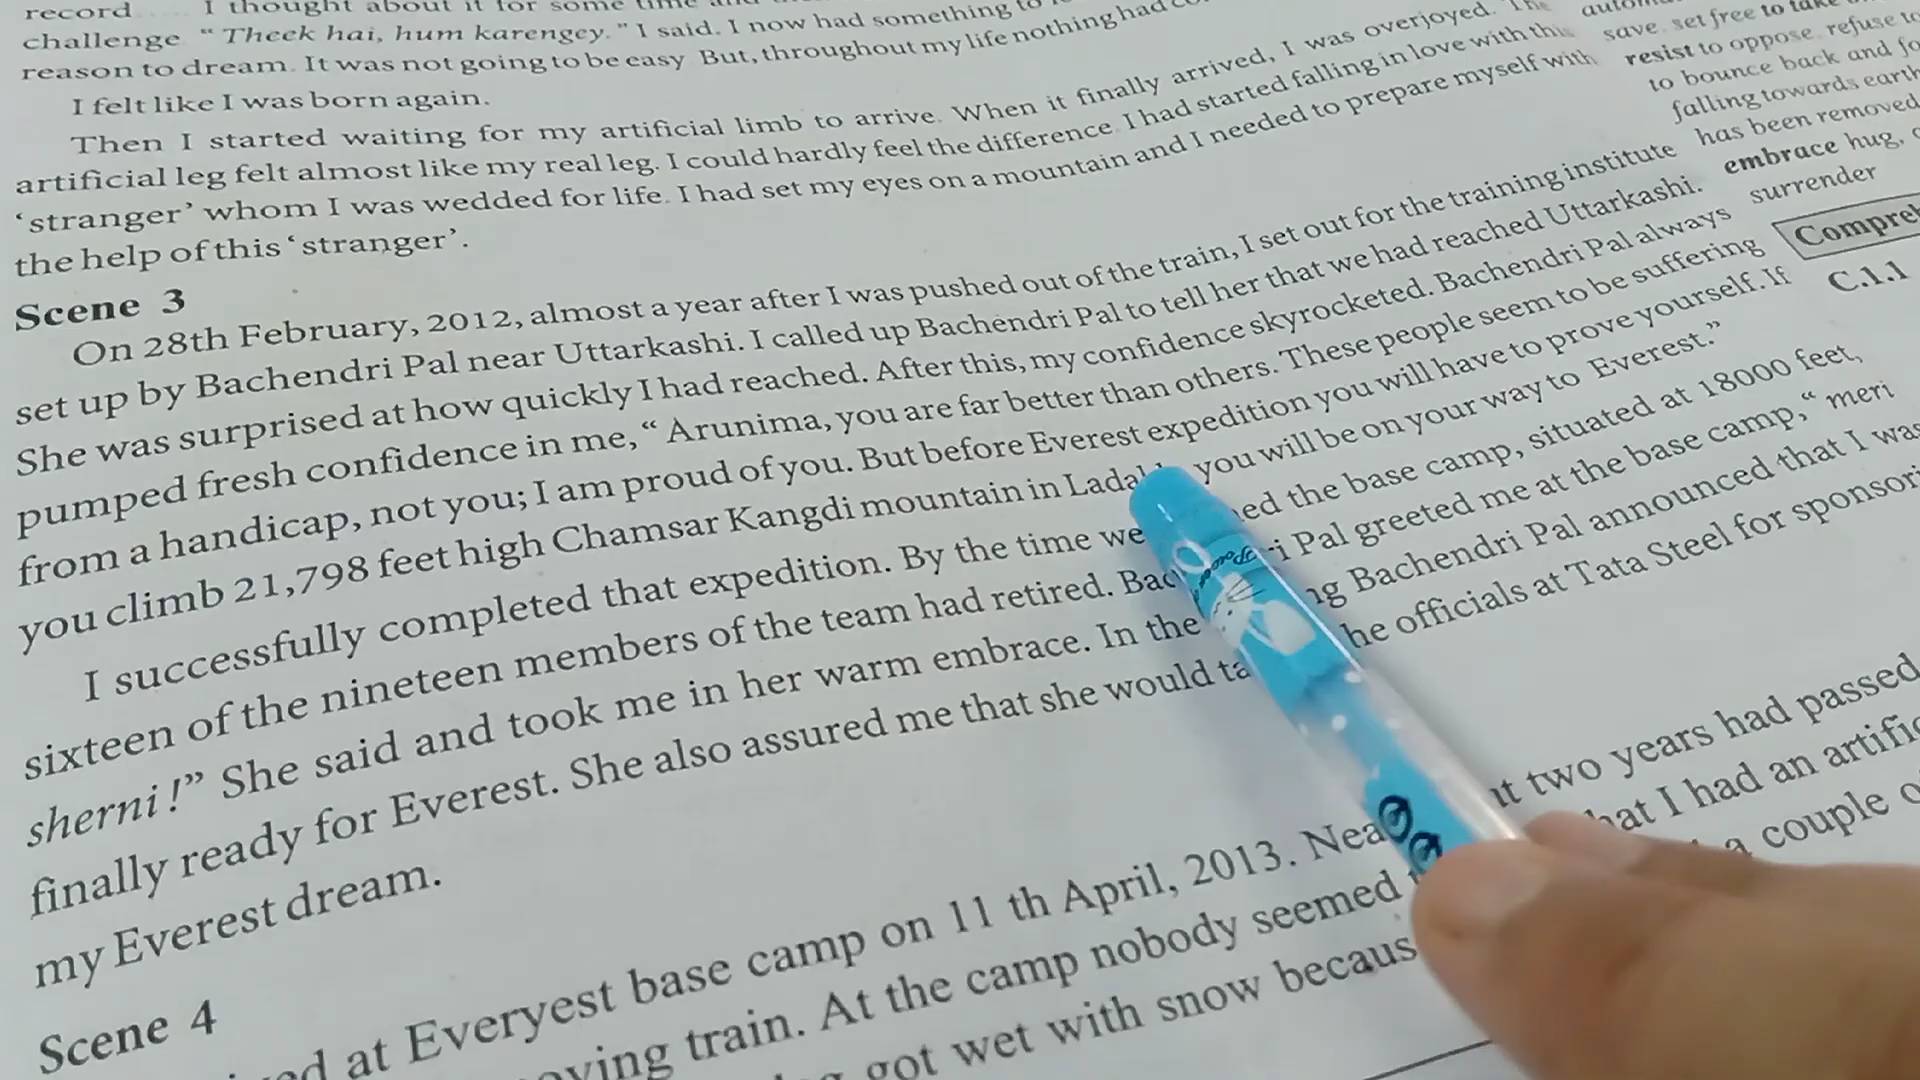 record ..... I thought about it for some time and
challenge "Theek hai, hum karengey." I said. I now had something to
reason to dream. It was not going to be easy But, throughout my life nothing had
I felt like I was born again.
Then I started waiting for my artificial limb to arrive. When it finally arrived, I was overjoyed. The
artificial leg felt almost like my real leg. I could hardly feel the difference. I had started falling in love with this
'stranger' whom I was wedded for life. I had set my eyes on a mountain and I needed to prepare myself with
the help of this 'stranger'.
Scene 3
On 28th February, 2012, almost a year after I was pushed out of the train, I set out for the training institute
set up by Bachendri Pal near Uttarkashi. I called up Bachendri Pal to tell her that we had reached Uttarkashi.
She was surprised at how quickly I had reached. After this, my confidence skyrocketed. Bachendri Pal always
pumped fresh confidence in me, " Arunima, you are far better than others. These people seem to be suffering
from a handicap, not you; I am proud of you. But before Everest expedition you will have to prove yourself. If
you climb 21,798 feet high Chamsar Kangdi mountain in you will be on your way to Everest."
I successfully completed that expedition. By the time we the base camp, situated at 18000 feet,
sixteen of the nineteen members of the team had retired. Pal greeted me at the base camp, " meri
sherni !" She said and took me in her warm embrace. In the Bachendri Pal announced that I was
finally ready for Everest. She also assured me that she would officials at Tata Steel for
my Everest dream.
Scene 4
at Everyest base camp on 11 th April, 2013. two years had passed
train. At the camp nobody seemed that I had an
got wet with snow a couple
save, set free to take
resist to oppose, refuse to
to bounce back and
falling towards earth
has been removed
embrace hug,
surrender
C.1.1